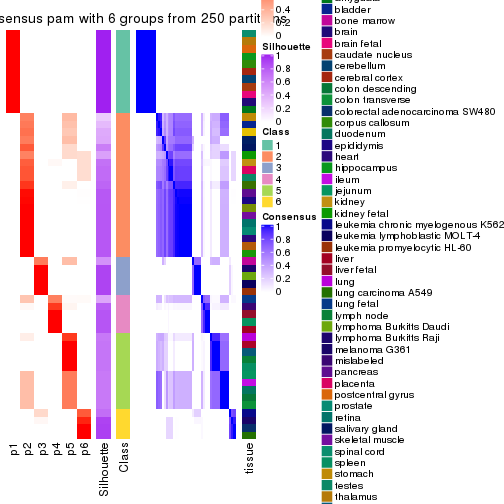 sensus pam with 6 groups from 250 partitions
0.4
0.2
0
Silhouette
1
0.8
0.6
0.4
0.2
0
Class
1
2
3
4
5
6
Consensus
1
0.8
0.6
0.4
0.2
0
bladder
bone marrow
brain
brain fetal
caudate nucleus
cerebellum
cerebral cortex
colon descending
colon transverse
colorectal adenocarcinoma SW480
corpus callosum
duodenum
epididymis
heart
hippocampus
ileum
jejunum
kidney
kidney fetal
leukemia chronic myelogenous K562
leukemia lymphoblastic MOLT-4
leukemia promyelocytic HL-60
liver
liver fetal
lung
lung carcinoma A549
lung fetal
lymph node
lymphoma Burkitts Daudi
lymphoma Burkitts Raji
melanoma G361
mislabeled
pancreas
placenta
postcentral gyrus
prostate
retina
salivary gland
skeletal muscle
spinal cord
spleen
stomach
testes
thalamus
p1
p2
p3
p4
p5
p6
Silhouette
Class
tissue